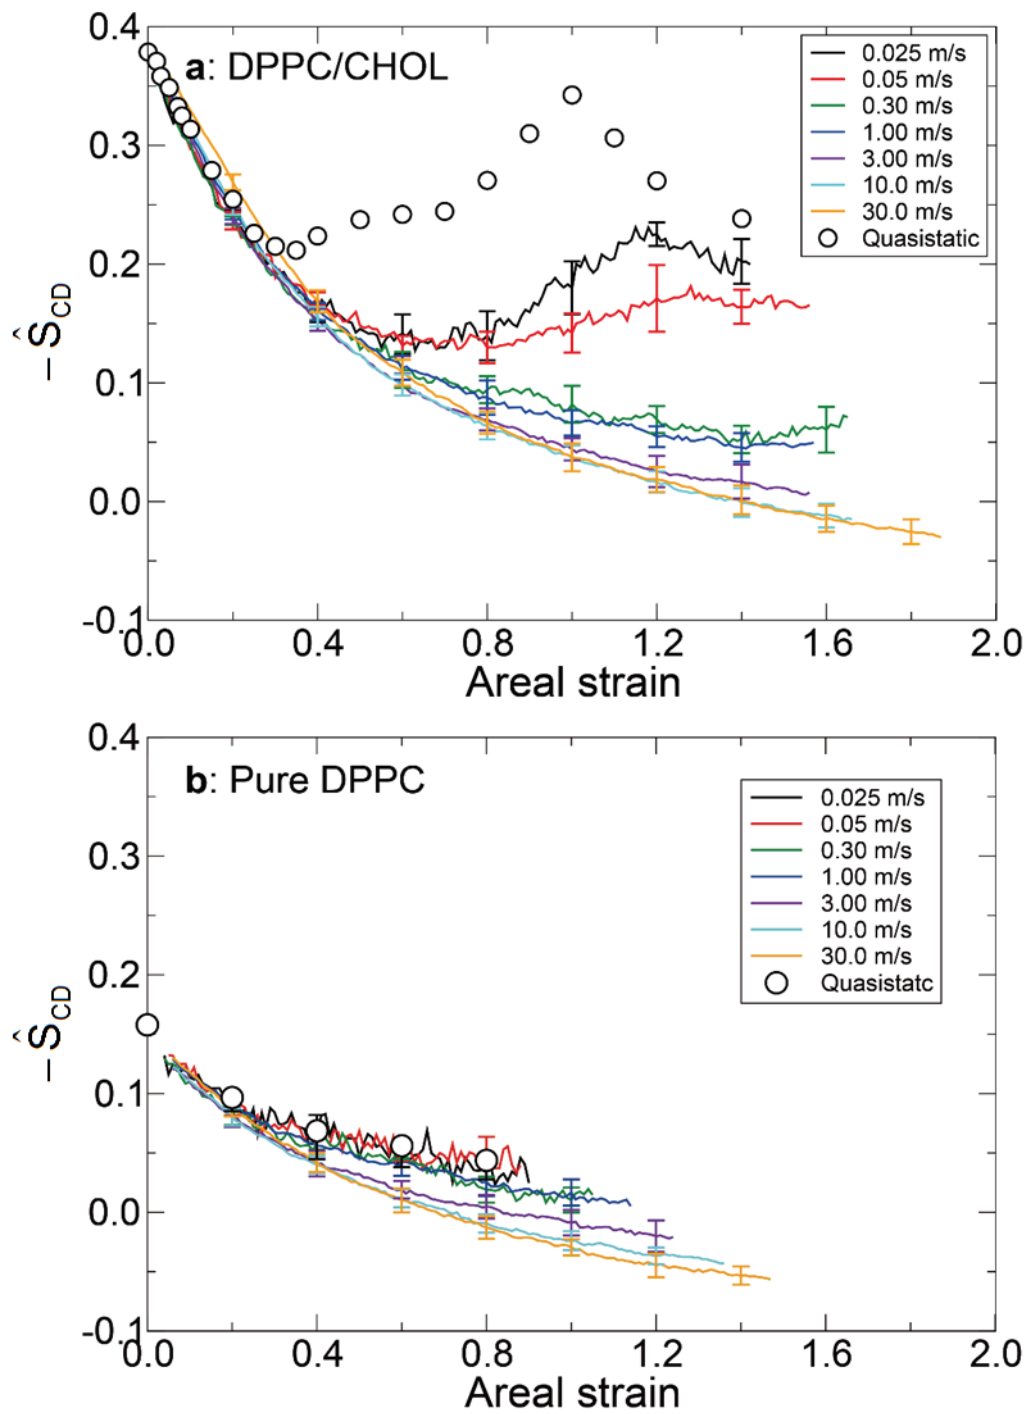 0.4
a: DPPC/CHOL
0.025 m/s
0.05 m/s
0.30 m/s
1.00 m/s
3.00 m/s
10.0 m/s
30.0 m/s
Quasistatic
0.3
0.2
0.1
0.0
-0.1
− ŜCD
0.0 0.4 0.8 1.2 1.6 2.0
Areal strain
0.4
b: Pure DPPC
0.025 m/s
0.05 m/s
0.30 m/s
1.00 m/s
3.00 m/s
10.0 m/s
30.0 m/s
Quasistatc
0.3
0.2
0.1
0.0
-0.1
− ŜCD
0.0 0.4 0.8 1.2 1.6 2.0
Areal strain